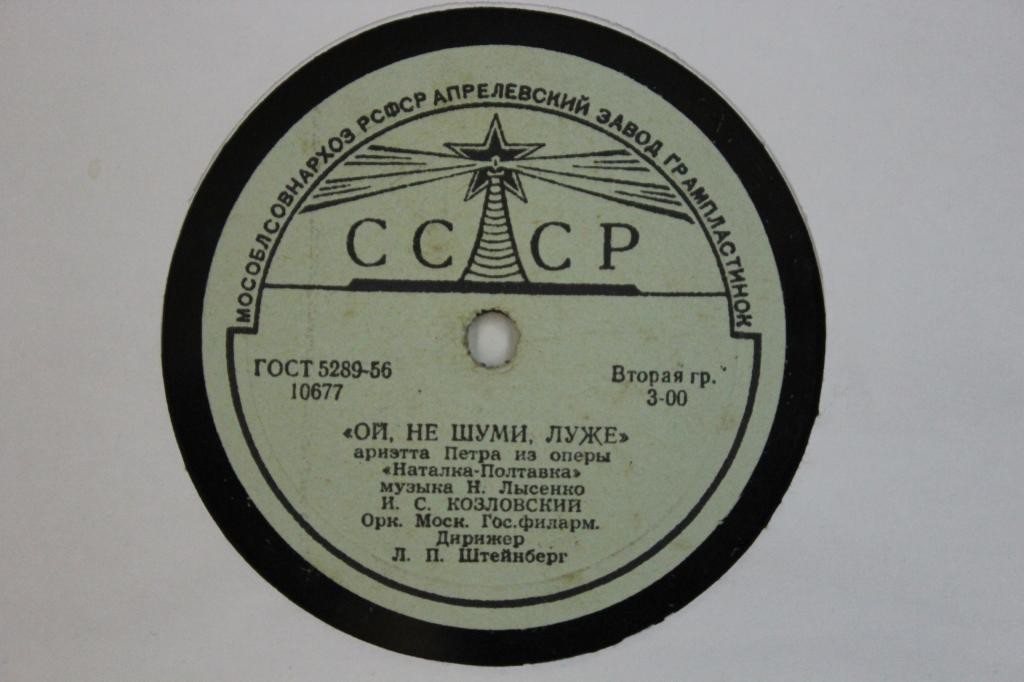 МОСОБЛСОВНАРХОЗ РСФСР АПРЕЛЕВСКИЙ ЗАВОД ГРАМПЛАСТИНОК
СССР
ГОСТ 5289-56
10677
Вторая гр.
3-00
«ОЙ, НЕ ШУМИ, ЛУЖЕ»
ариэтта Петра из оперы
«Наталка-Полтавка»
музыка Н. Лысенко
И. С. КОЗЛОВСКИЙ
Орк. Моск. Гос.филарм.
Дирижер
Л. П. Штейнберг